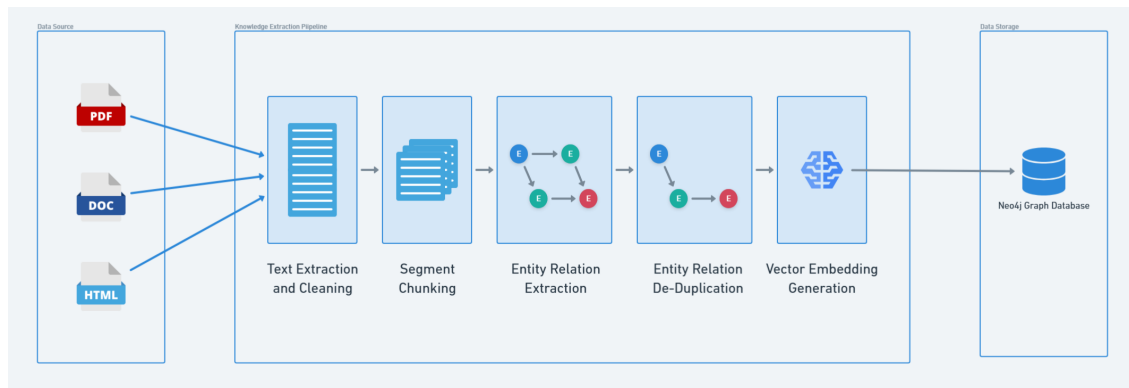 Data Source
Knowledge Extraction Plipeline
Data Storage
PDF
DOC
HTML
E
E
E
E
E
E
E
Text Extraction
and Cleaning
Segment
Chunking
Entity Relation
Extraction
Entity Relation
De-Duplication
Vector Embedding
Generation
Neo4j Graph Database